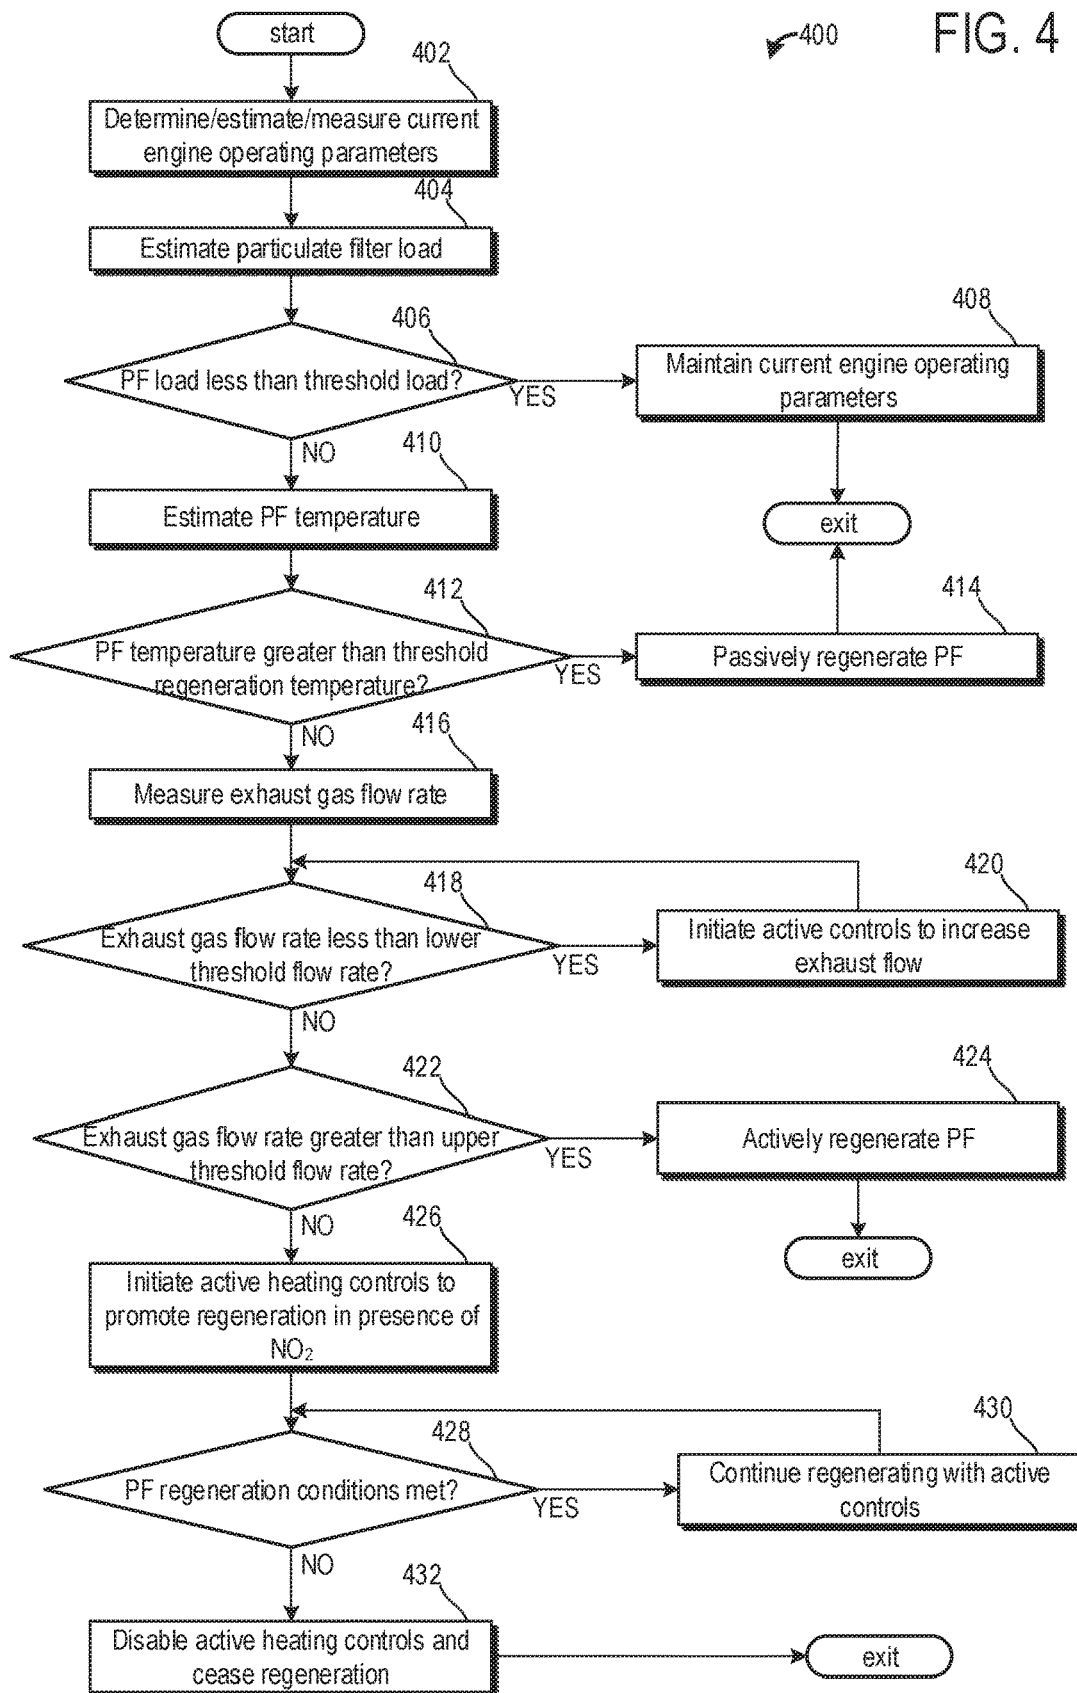 start
400
FIG. 4
402
Determine/estimate/measure current
engine operating parameters
404
Estimate particulate filter load
406
PF load less than threshold load?
YES
NO
408
Maintain current engine operating
parameters
exit
410
Estimate PF temperature
412
PF temperature greater than threshold
regeneration temperature?
YES
NO
414
Passively regenerate PF
416
Measure exhaust gas flow rate
418
Exhaust gas flow rate less than lower
threshold flow rate?
YES
NO
420
Initiate active controls to increase
exhaust flow
422
Exhaust gas flow rate greater than upper
threshold flow rate?
YES
NO
424
Actively regenerate PF
exit
426
Initiate active heating controls to
promote regeneration in presence of
NO₂
428
PF regeneration conditions met?
YES
NO
430
Continue regenerating with active
controls
432
Disable active heating controls and
cease regeneration
exit